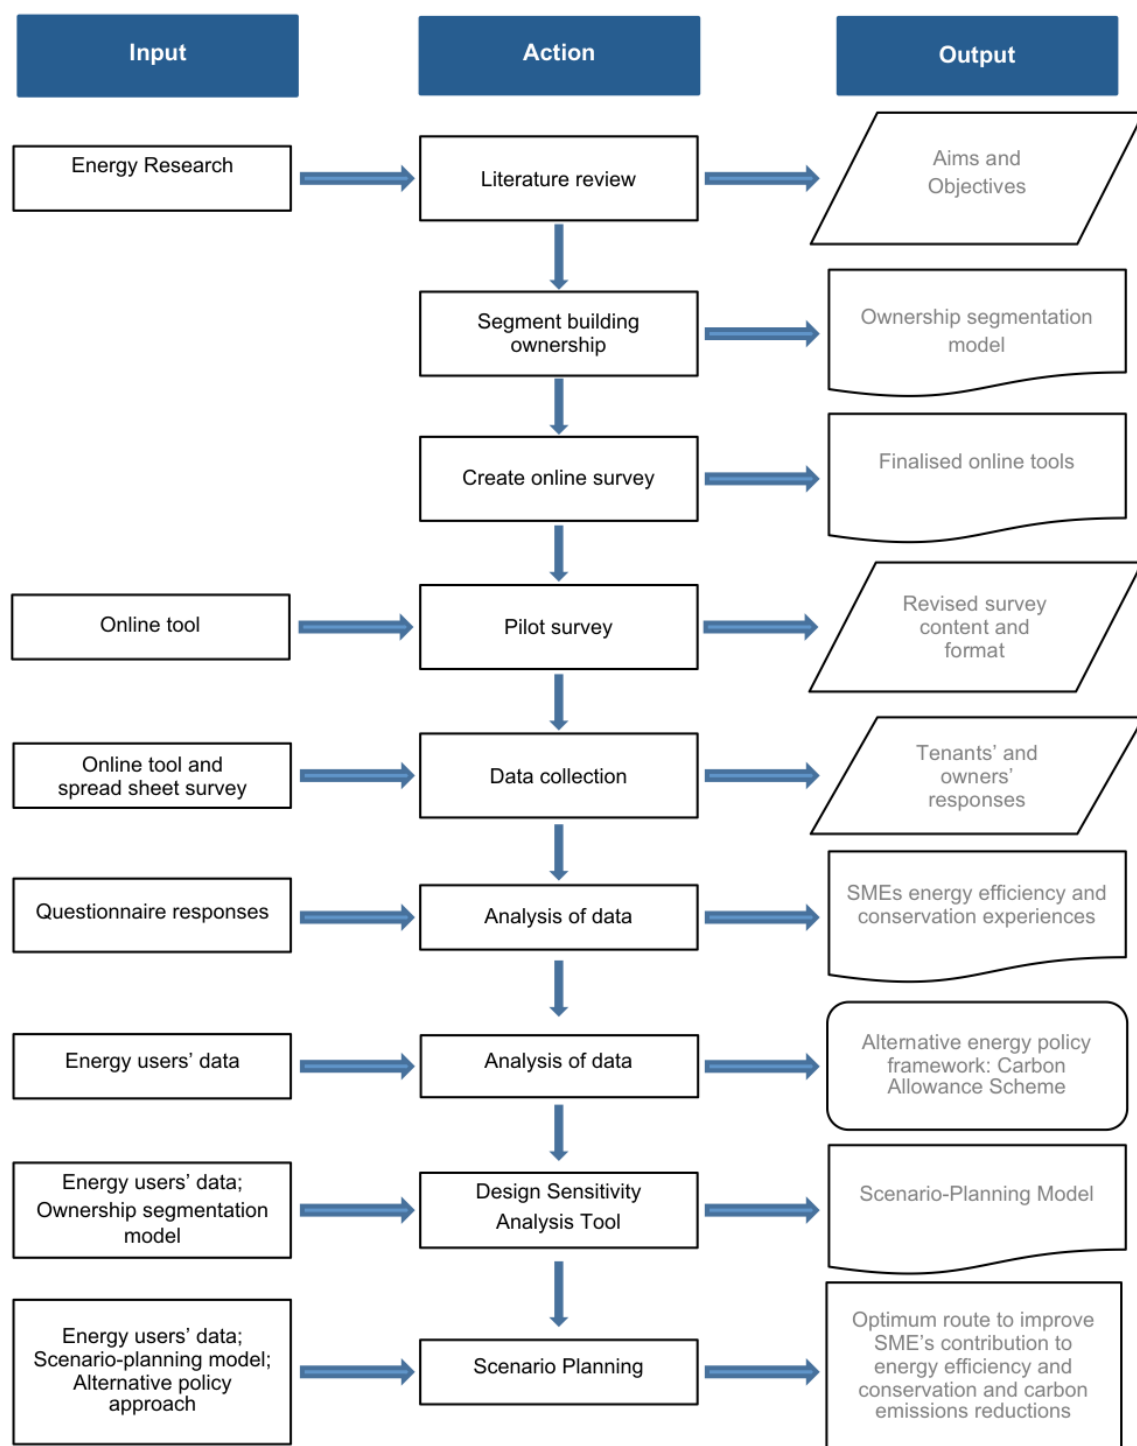 Input
Action
Output
Energy Research
Literature review
Aims and
Objectives
Segment building
ownership
Ownership segmentation
model
Create online survey
Finalised online tools
Online tool
Pilot survey
Revised survey
content and
format
Online tool and
spread sheet survey
Data collection
Tenants’ and
owners’
responses
Questionnaire responses
Analysis of data
SMEs energy efficiency and
conservation experiences
Energy users’ data
Analysis of data
Alternative energy policy
framework: Carbon
Allowance Scheme
Energy users’ data;
Ownership segmentation
model
Design Sensitivity
Analysis Tool
Scenario-Planning Model
Energy users’ data;
Scenario-planning model;
Alternative policy
approach
Scenario Planning
Optimum route to improve
SME’s contribution to
energy efficiency and
conservation and carbon
emissions reductions